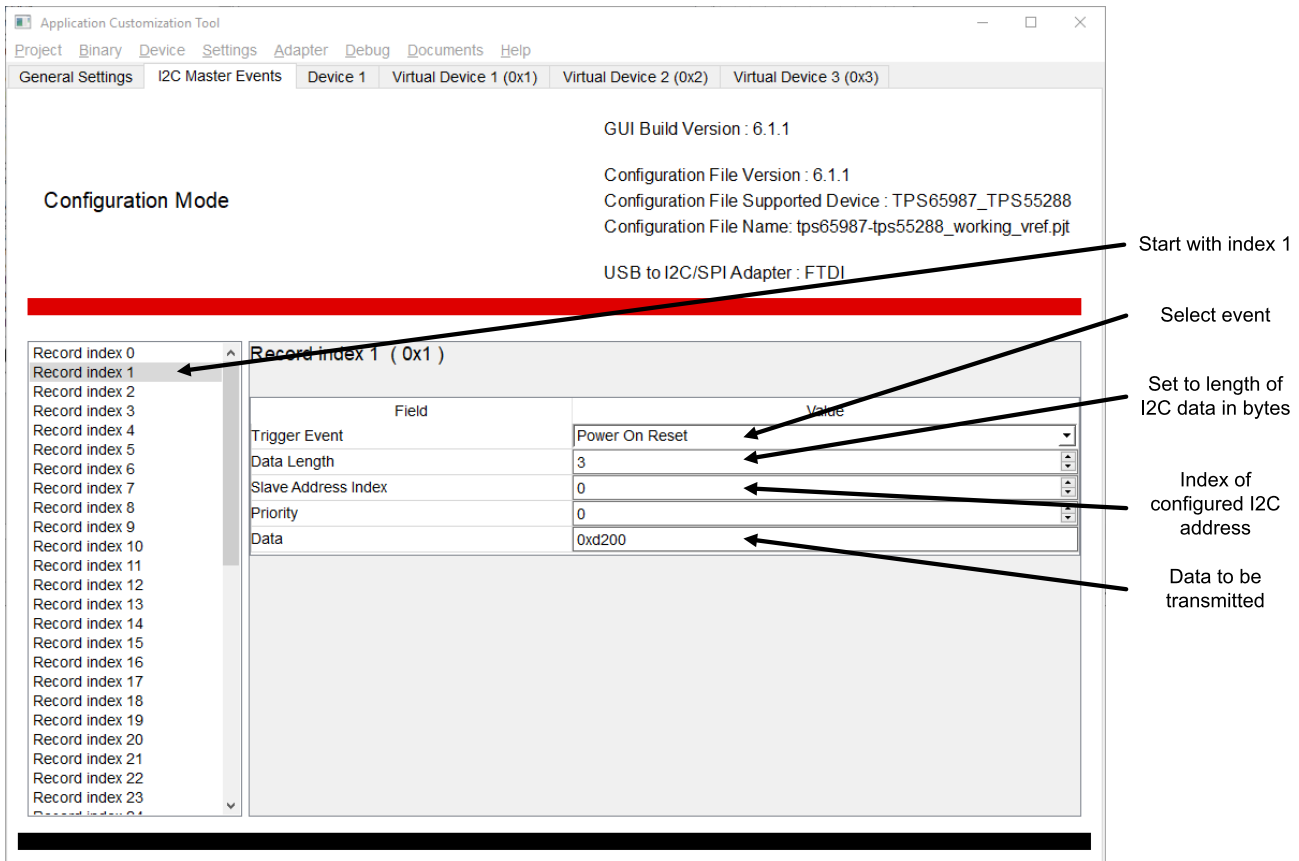 Application Customization Tool
Project Binary Device Settings Adapter Debug Documents Help
General Settings I2C Master Events Device 1 Virtual Device 1 (0x1) Virtual Device 2 (0x2) Virtual Device 3 (0x3)
GUI Build Version : 6.1.1
Configuration File Version : 6.1.1
Configuration Mode
Configuration File Supported Device : TPS65987_TPS55288
Configuration File Name: tps65987-tps55288_working_vref.pjt
USB to I2C/SPI Adapter : FTDI
Start with index 1
Select event
Set to length of
I2C data in bytes
Index of
configured I2C
address
Data to be
transmitted
Record index 0
Record index 1
Record index 2
Record index 3
Record index 4
Record index 5
Record index 6
Record index 7
Record index 8
Record index 9
Record index 10
Record index 11
Record index 12
Record index 13
Record index 14
Record index 15
Record index 16
Record index 17
Record index 18
Record index 19
Record index 20
Record index 21
Record index 22
Record index 23
Record index 1 ( 0x1 )
Field Value
Trigger Event Power On Reset
Data Length 3
Slave Address Index 0
Priority 0
Data 0xd200